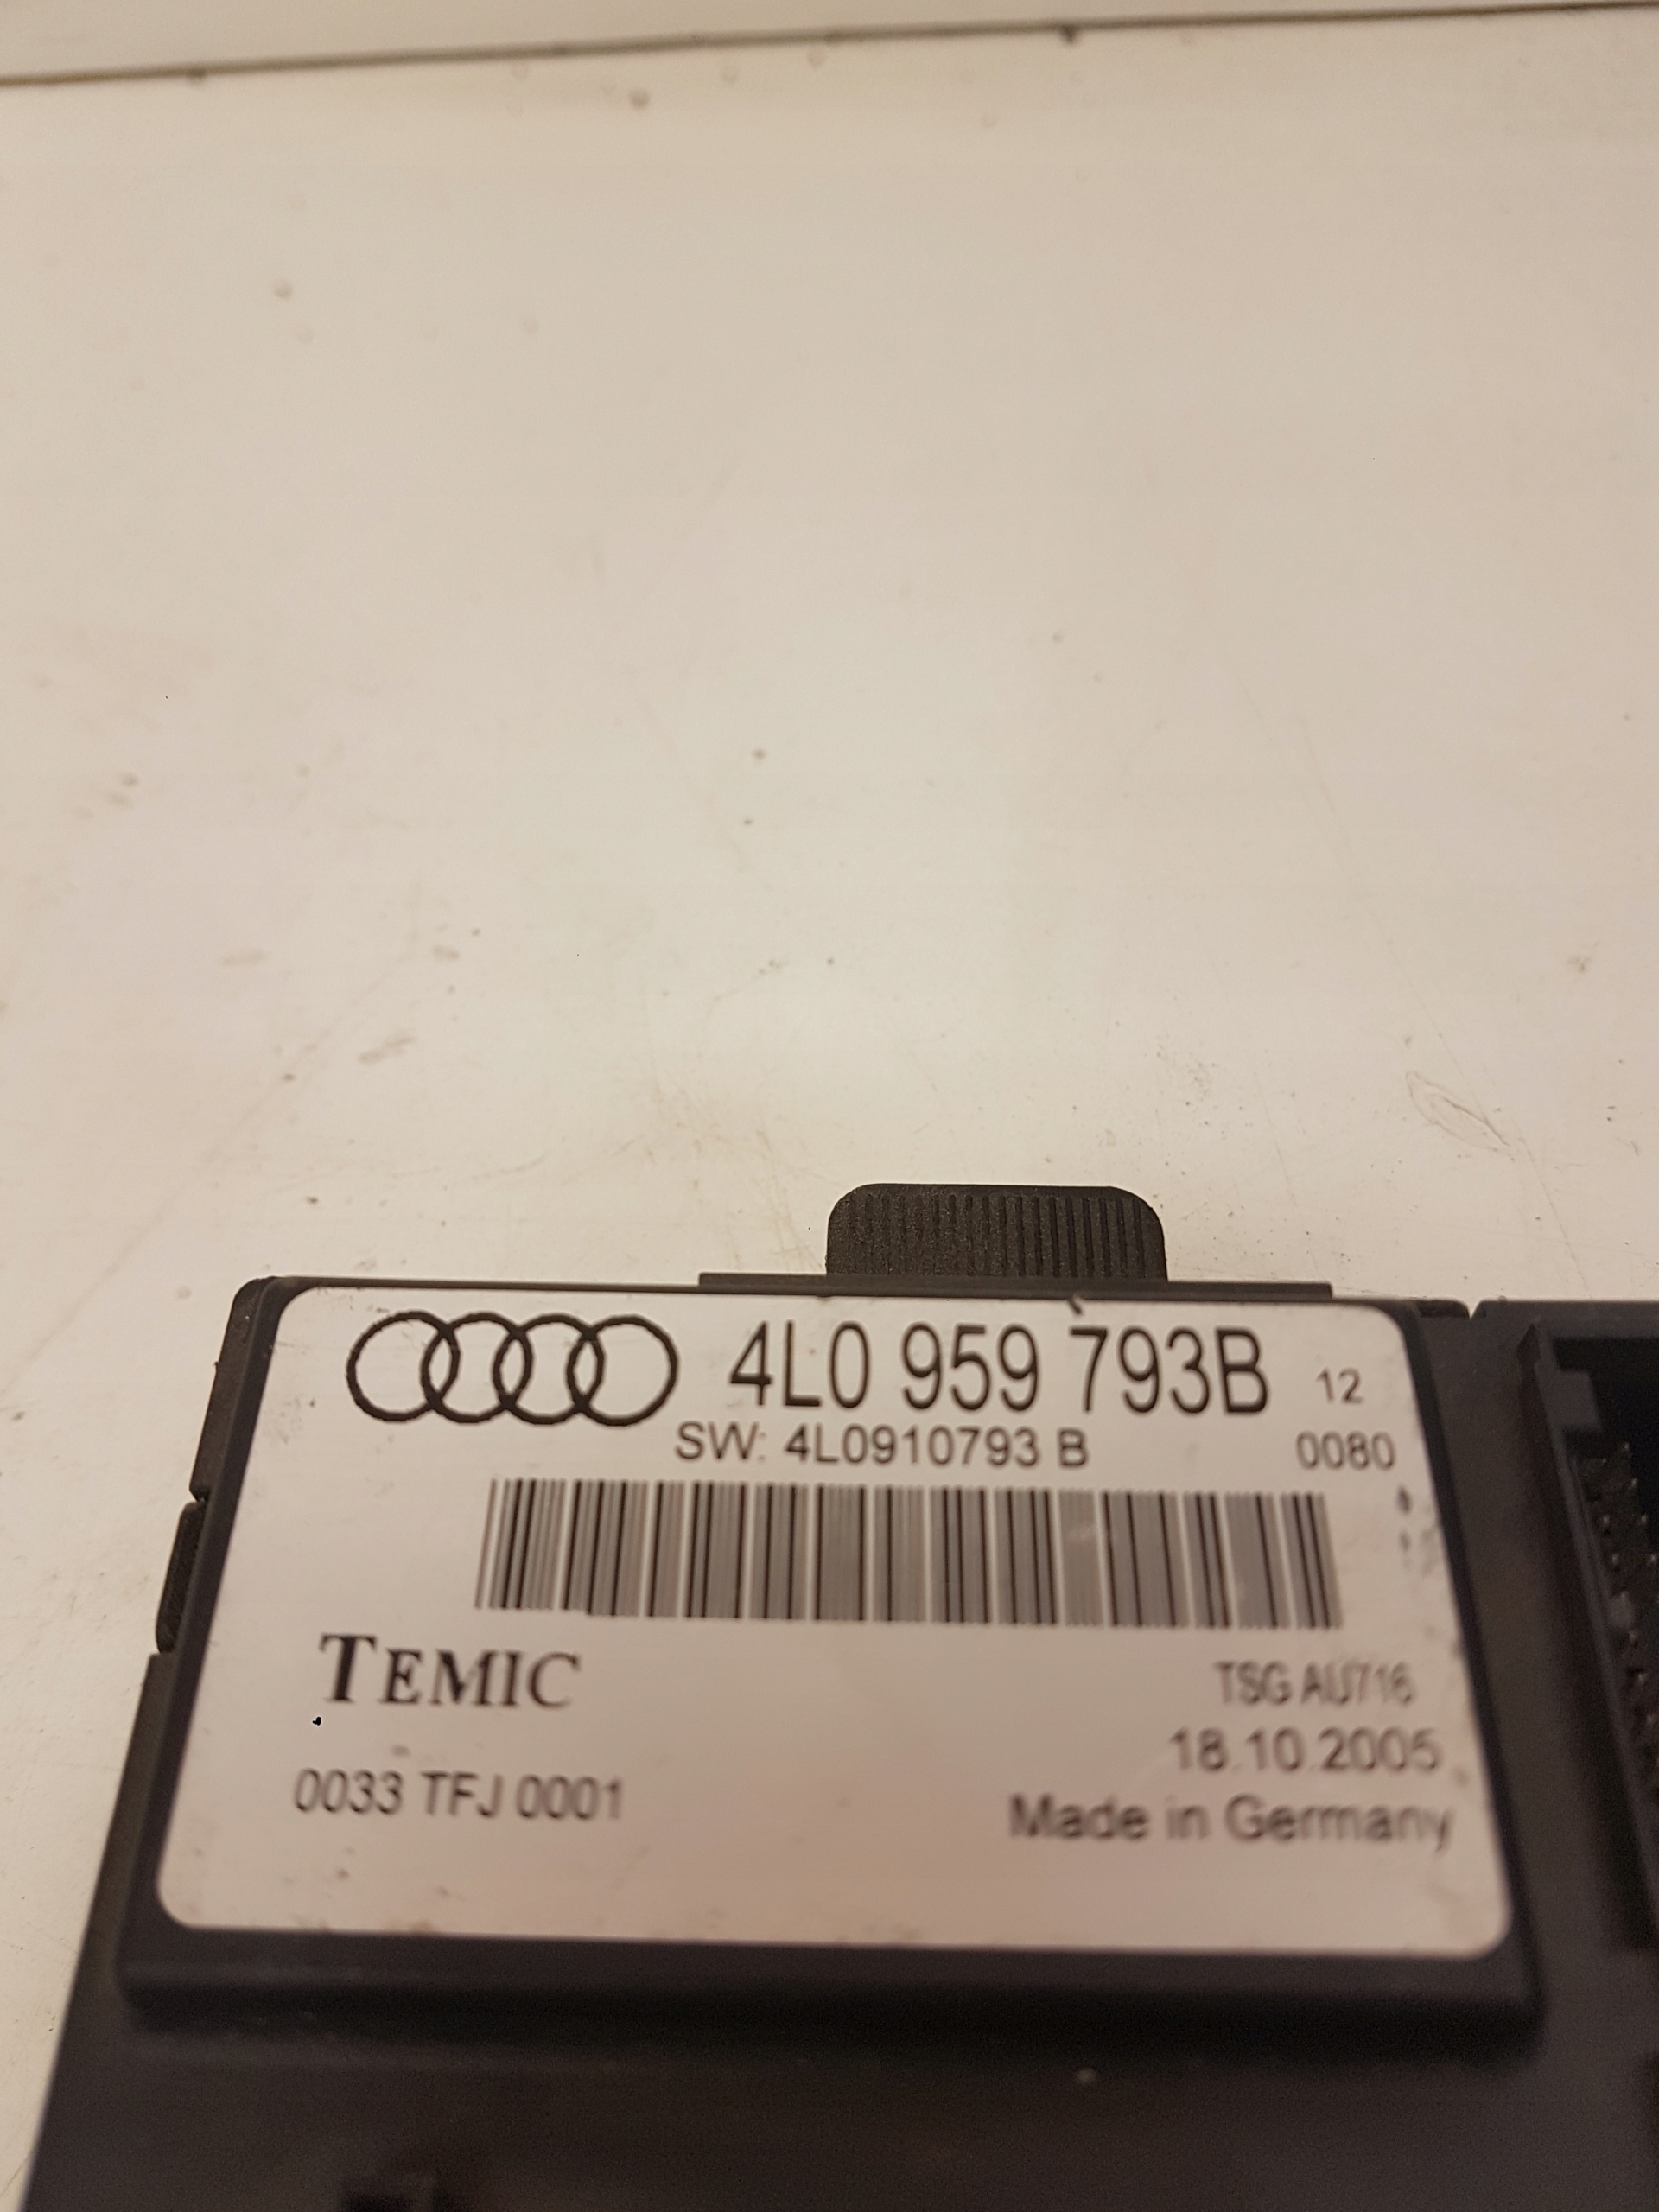 4L0 959 793B 12
SW: 4L0910793 B 0080
TEMIC
TSG AU716
18.10.2005
0033 TFJ 0001
Made in Germany